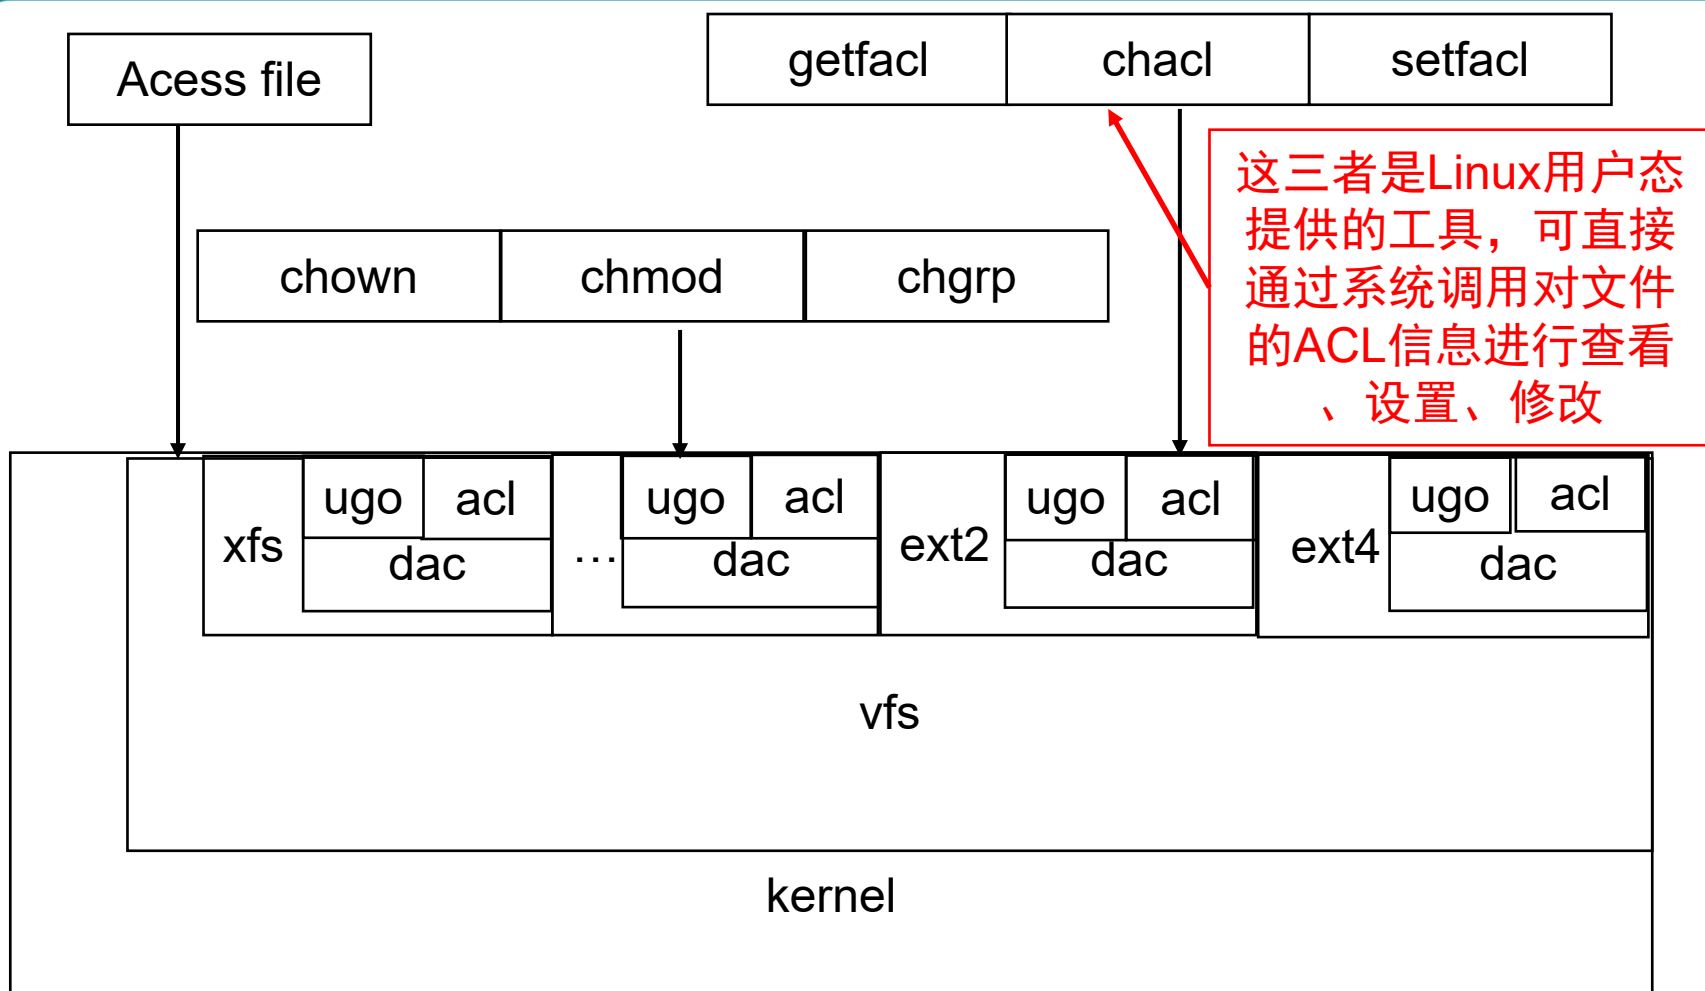 Acess file
getfacl chacl setfacl
这三者是Linux用户态
提供的工具，可直接
通过系统调用对文件
的ACL信息进行查看
、设置、修改
chown chmod chgrp
xfs ugo acl dac
… ugo acl dac
ext2 ugo acl dac
ext4 ugo acl dac
vfs
kernel